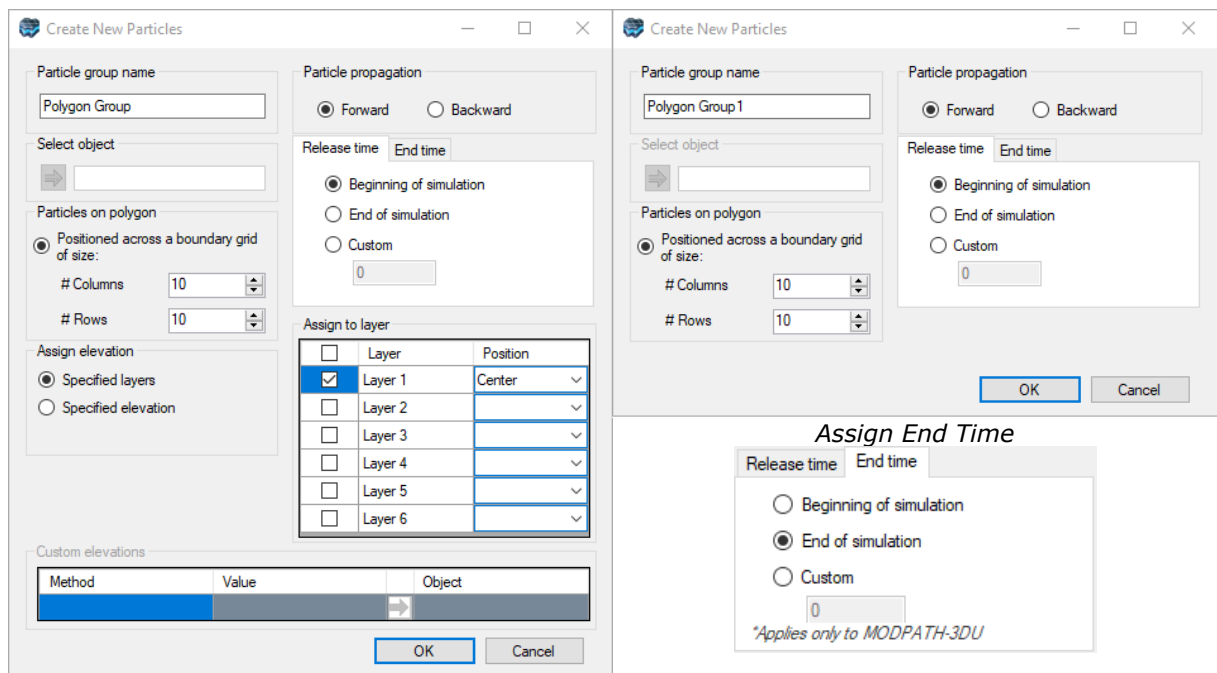 Create New Particles
Particle group name
Polygon Group
Select object
Particles on polygon
Positioned across a boundary grid
of size:
# Columns
10
# Rows
10
Assign elevation
Specified layers
Specified elevation
Particle propagation
Forward
Backward
Release time
End time
Beginning of simulation
End of simulation
Custom
0
Assign to layer
Layer
Position
Layer 1
Center
Layer 2
Layer 3
Layer 4
Layer 5
Layer 6
Custom elevations
Method
Value
Object
OK
Cancel
Create New Particles
Particle group name
Polygon Group1
Select object
Particles on polygon
Positioned across a boundary grid
of size:
# Columns
10
# Rows
10
Particle propagation
Forward
Backward
Release time
End time
Beginning of simulation
End of simulation
Custom
0
OK
Cancel
Assign End Time
Release time
End time
Beginning of simulation
End of simulation
Custom
0
*Applies only to MODPATH-3DU